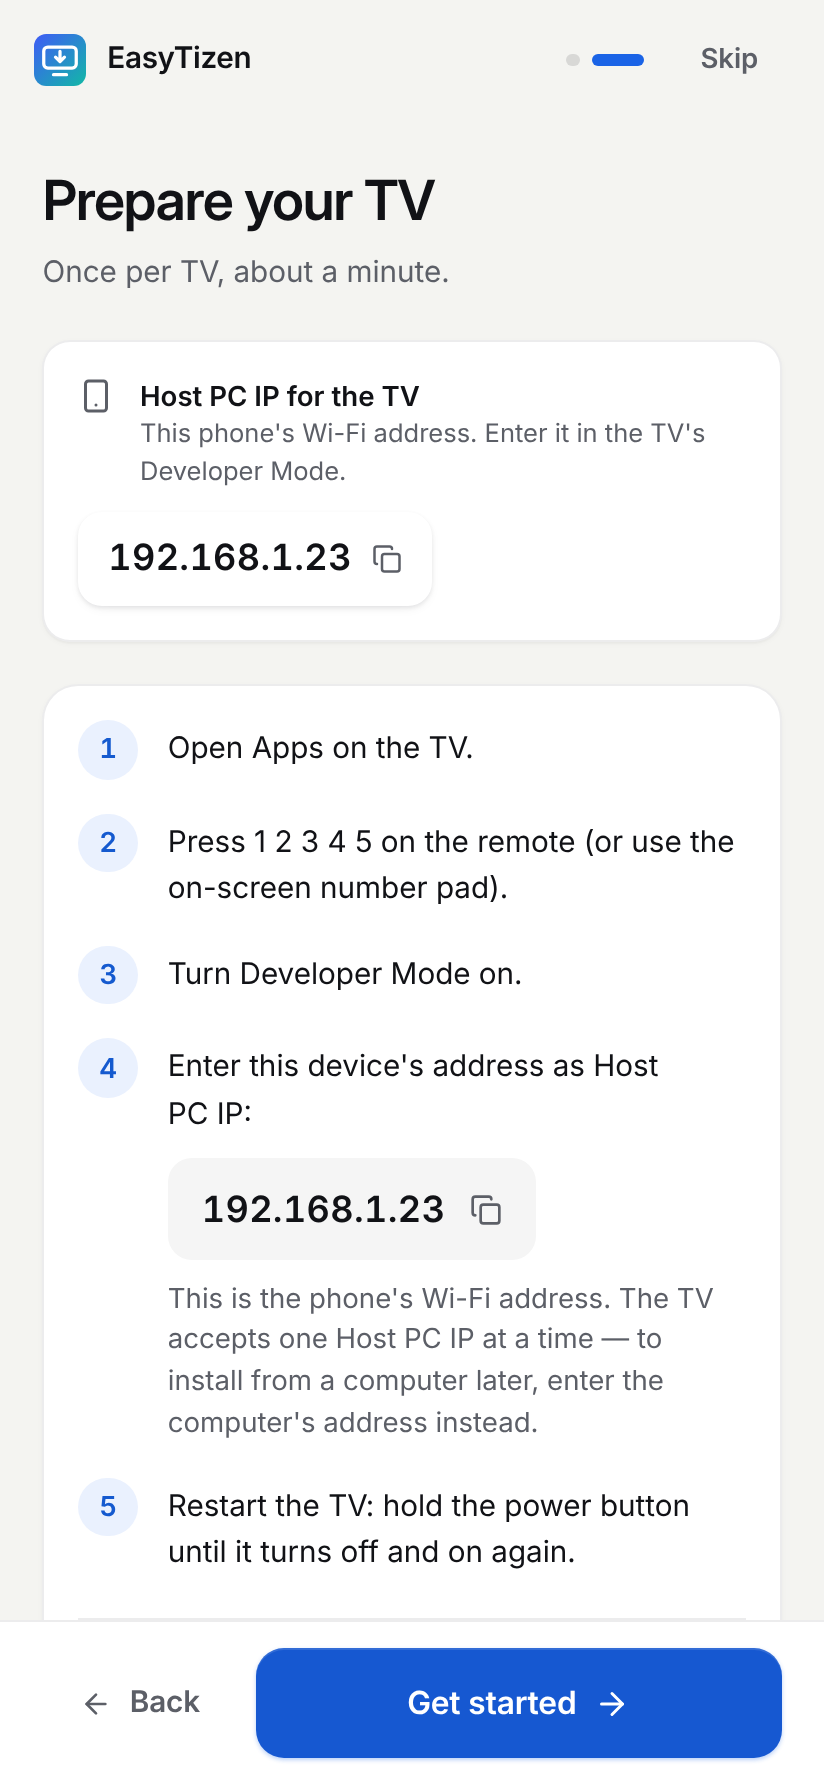 EasyTizen
Skip
Prepare your TV
Once per TV, about a minute.
Host PC IP for the TV
This phone's Wi-Fi address. Enter it in the TV's
Developer Mode.
192.168.1.23
1
Open Apps on the TV.
2
Press 1 2 3 4 5 on the remote (or use the
on-screen number pad).
3
Turn Developer Mode on.
4
Enter this device's address as Host
PC IP:
192.168.1.23
This is the phone's Wi-Fi address. The TV
accepts one Host PC IP at a time — to
install from a computer later, enter the
computer's address instead.
5
Restart the TV: hold the power button
until it turns off and on again.
Back
Get started